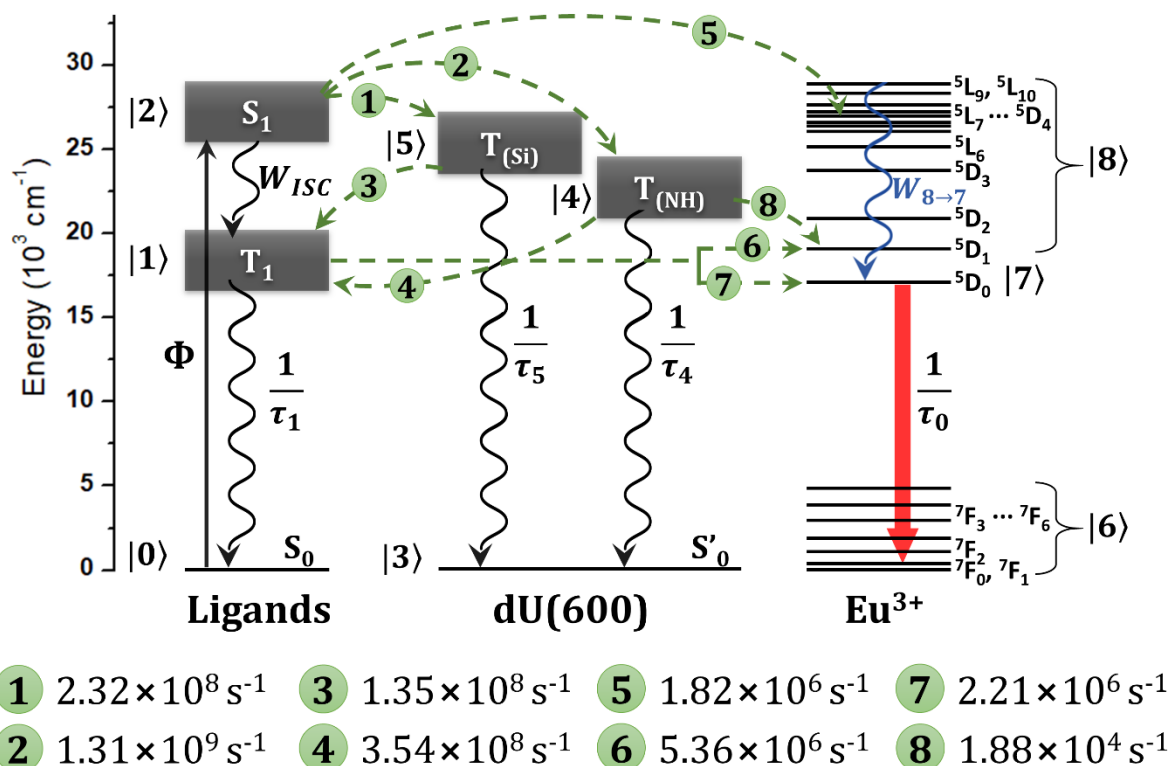 Energy (10³ cm⁻¹)
30
25
20
15
10
5
0
|2⟩
S₁
1
2
5
|5⟩
T₍Si₎
W_ISC
3
|4⟩
T₍NH₎
8
|1⟩
T₁
4
6
7
Φ
1/τ₁
1/τ₅
1/τ₄
1/τ₀
⁵L₉, ⁵L₁₀
⁵L₇ ··· ⁵D₄
⁵L₆
⁵D₃
|8⟩
W₈→₇
⁵D₂
⁵D₁
⁵D₀ |7⟩
⁷F₃ ··· ⁷F₆
|6⟩
⁷F₂
⁷F₀, ⁷F₁
|0⟩
S₀
|3⟩
S'₀
Ligands
dU(600)
Eu³⁺
1 2.32×10⁸ s⁻¹ 3 1.35×10⁸ s⁻¹ 5 1.82×10⁶ s⁻¹ 7 2.21×10⁶ s⁻¹
2 1.31×10⁹ s⁻¹ 4 3.54×10⁸ s⁻¹ 6 5.36×10⁶ s⁻¹ 8 1.88×10⁴ s⁻¹